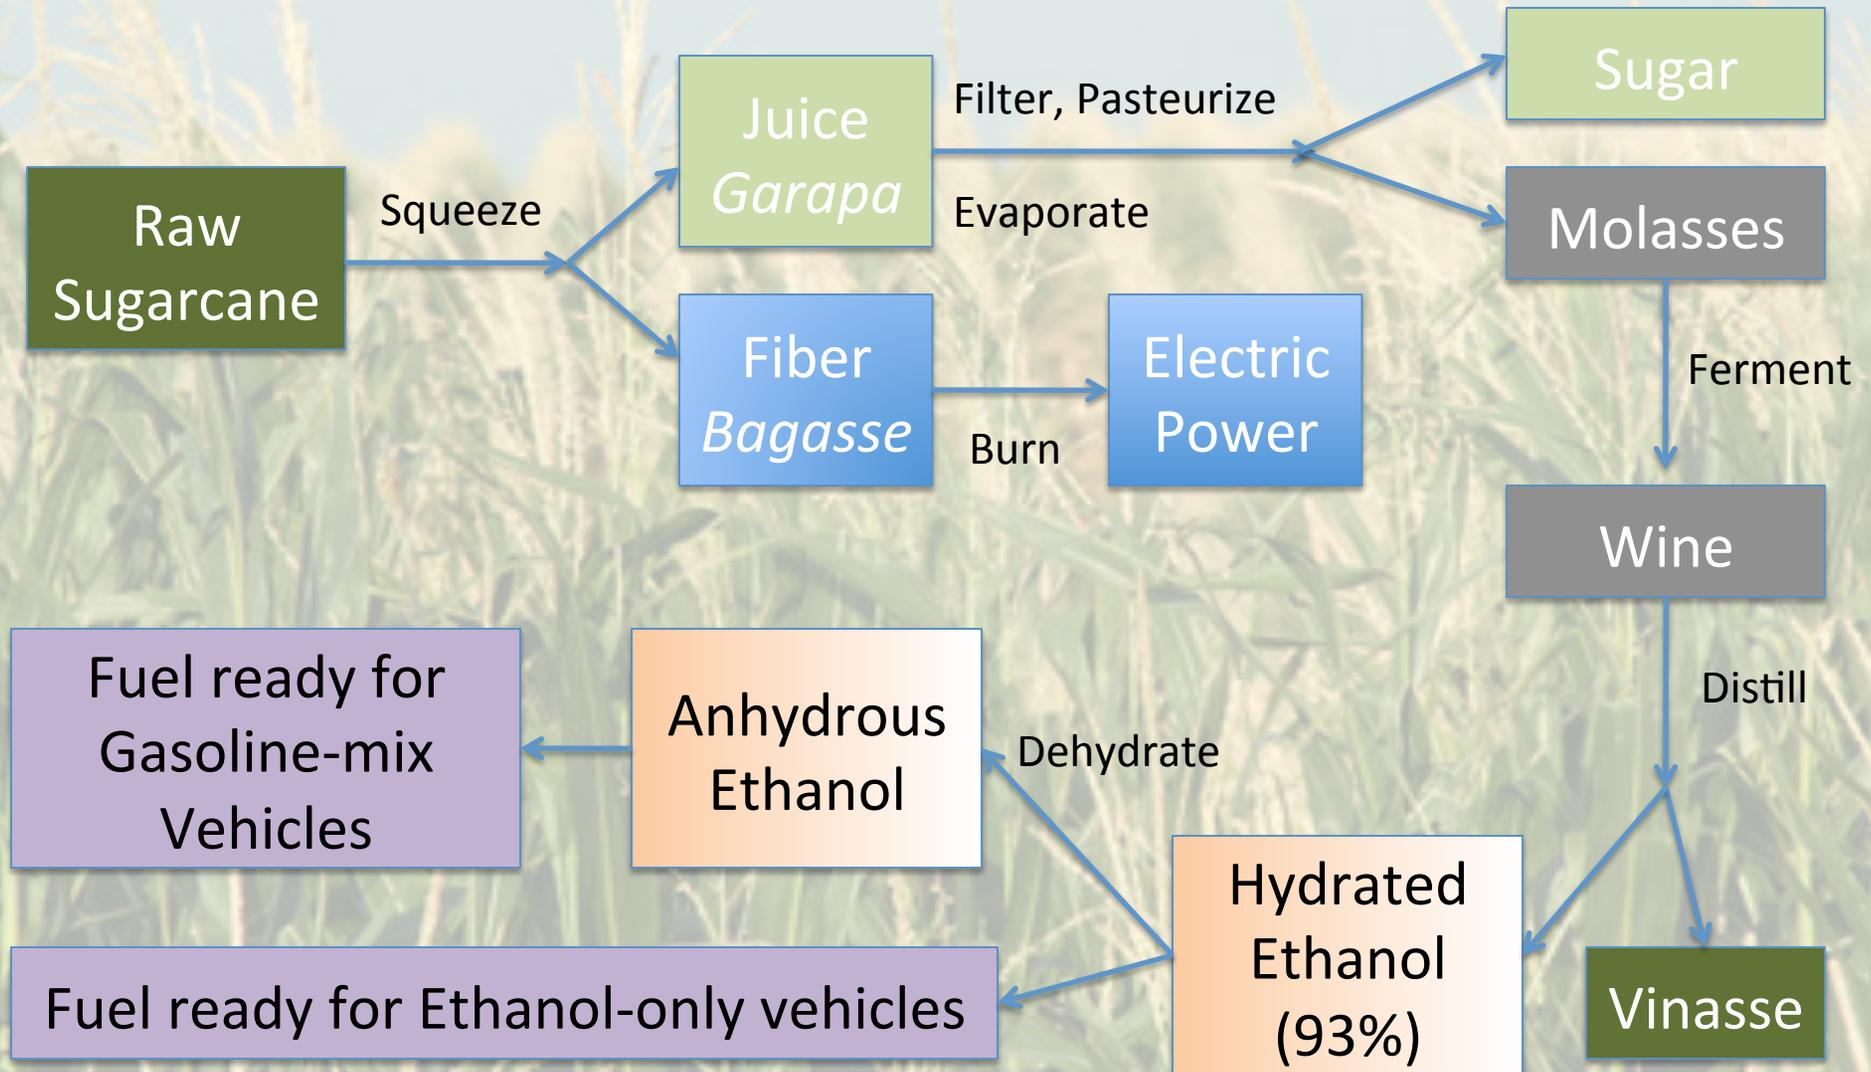 Raw
Sugarcane
Squeeze
Juice
Garapa
Filter, Pasteurize
Evaporate
Sugar
Molasses
Fiber
Bagasse
Burn
Electric
Power
Ferment
Wine
Distill
Vinasse
Hydrated
Ethanol
(93%)
Dehydrate
Anhydrous
Ethanol
Fuel ready for
Gasoline-mix
Vehicles
Fuel ready for Ethanol-only vehicles